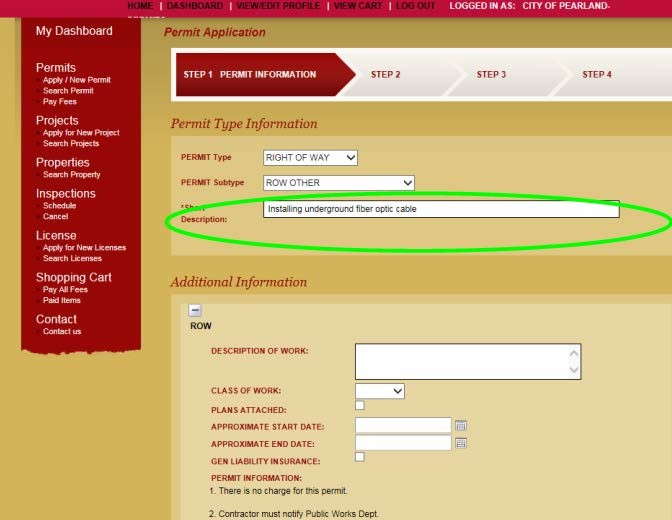 HOME | DASHBOARD | VIEW/EDIT PROFILE | VIEW CART | LOG OUT LOGGED IN AS: CITY OF PEARLAND-
My Dashboard
Permits
Apply / New Permit
Search Permit
Pay Fees
Projects
Apply for New Project
Search Projects
Properties
Search Property
Inspections
Schedule
Cancel
License
Apply for New Licenses
Search Licenses
Shopping Cart
Pay All Fees
Paid Items
Contact
Contact us
Permit Application
STEP 1 PERMIT INFORMATION STEP 2 STEP 3 STEP 4
Permit Type Information
PERMIT Type RIGHT OF WAY
PERMIT Subtype ROW OTHER
*Short Installing underground fiber optic cable
Description:
Additional Information
ROW
DESCRIPTION OF WORK:
CLASS OF WORK:
PLANS ATTACHED:
APPROXIMATE START DATE:
APPROXIMATE END DATE:
GEN LIABILITY INSURANCE:
PERMIT INFORMATION:
1. There is no charge for this permit.
2. Contractor must notify Public Works Dept.